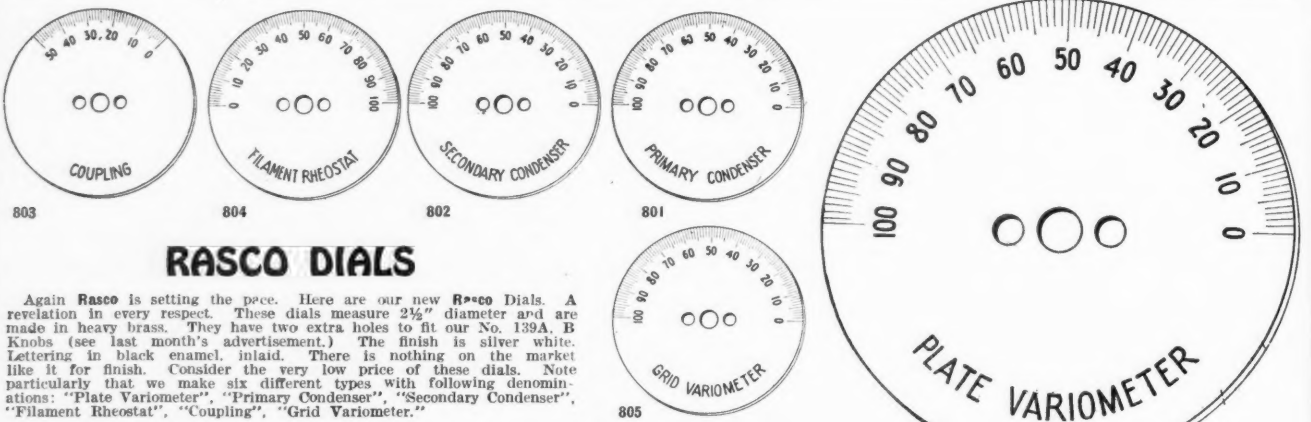 50 40 30 20 10 0
COUPLING
803
0 10 20 30 40 50 60 70 80 90 100
FILAMENT RHEOSTAT
804
100 90 80 70 60 50 40 30 20 10 0
SECONDARY CONDENSER
802
100 90 80 70 60 50 40 30 20 10 0
PRIMARY CONDENSER
801
100 90 80 70 60 50 40 30 20 10 0
PLATE VARIOMETER
100 90 80 70 60 50 40 30 20 10 0
GRID VARIOMETER
805
RASCO DIALS
Again Rasco is setting the pace. Here are our new Rasco Dials. A
revelation in every respect. These dials measure 2½" diameter and are
made in heavy brass. They have two extra holes to fit our No. 139A, B
Knobs (see last month's advertisement.) The finish is silver white.
Lettering in black enamel, inlaid. There is nothing on the market
like it for finish. Consider the very low price of these dials. Note
particularly that we make six different types with following denomin-
ations: "Plate Variometer", "Primary Condenser", "Secondary Condenser",
"Filament Rheostat", "Coupling", "Grid Variometer."